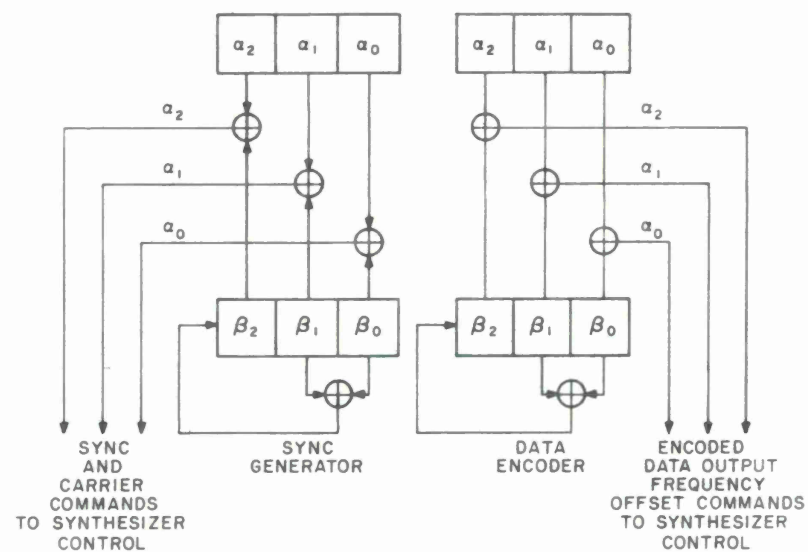 α₂ α₁ α₀
α₂ α₁ α₀
α₂
α₁
α₀
α₂
α₁
α₀
β₂ β₁ β₀
β₂ β₁ β₀
SYNC
AND
CARRIER
COMMANDS
TO SYNTHESIZER
CONTROL
SYNC
GENERATOR
DATA
ENCODER
ENCODED
DATA OUTPUT
FREQUENCY
OFFSET COMMANDS
TO SYNTHESIZER
CONTROL